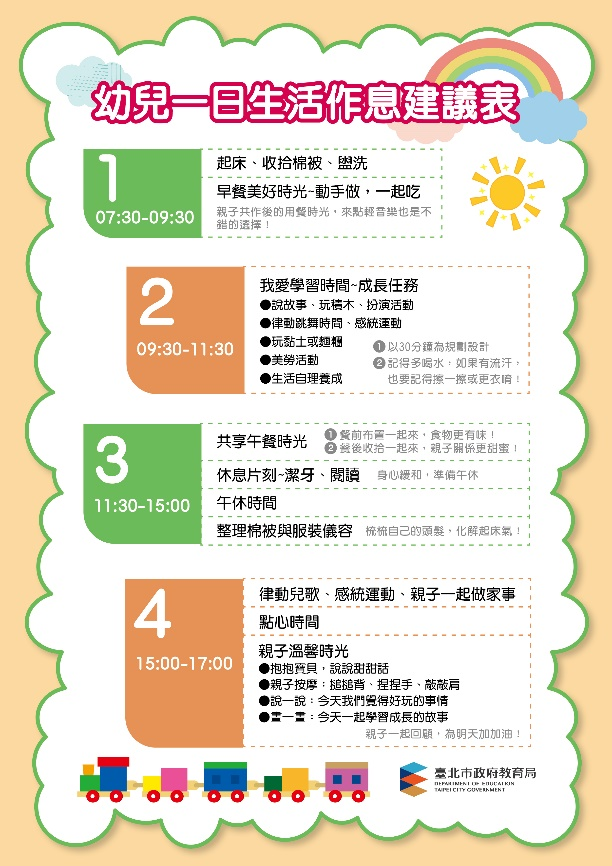 幼兒一日生活作息建議表
1
07:30-09:30
起床、收拾棉被、盥洗
早餐美好時光~動手做，一起吃
親子共作後的用餐時光，來點輕音樂也是不
錯的選擇！
2
09:30-11:30
我愛學習時間~成長任務
●說故事、玩積木、扮演活動
●律動跳舞時間、感統運動
●玩黏土或麵糰
●美勞活動
●生活自理養成
❶以30分鐘為規劃設計
❷記得多喝水，如果有流汗，
也要記得擦一擦或更衣唷！
3
11:30-15:00
共享午餐時光
❶餐前布置一起來，食物更有味！
❷餐後收拾一起來，親子關係更甜蜜！
休息片刻~潔牙、閱讀 身心緩和，準備午休
午休時間
整理棉被與服裝儀容 梳梳自己的頭髮，化解起床氣！
4
15:00-17:00
律動兒歌、感統運動、親子一起做家事
點心時間
親子溫馨時光
●抱抱寶貝，說說甜甜話
●親子按摩：搥搥背、捏捏手、敲敲肩
●說一說：今天我們覺得好玩的事情
●畫一畫：今天一起學習成長的故事
親子一起回顧，為明天加加油！
臺北市政府教育局
DEPARTMENT OF EDUCATION
TAIPEI CITY GOVERNMENT